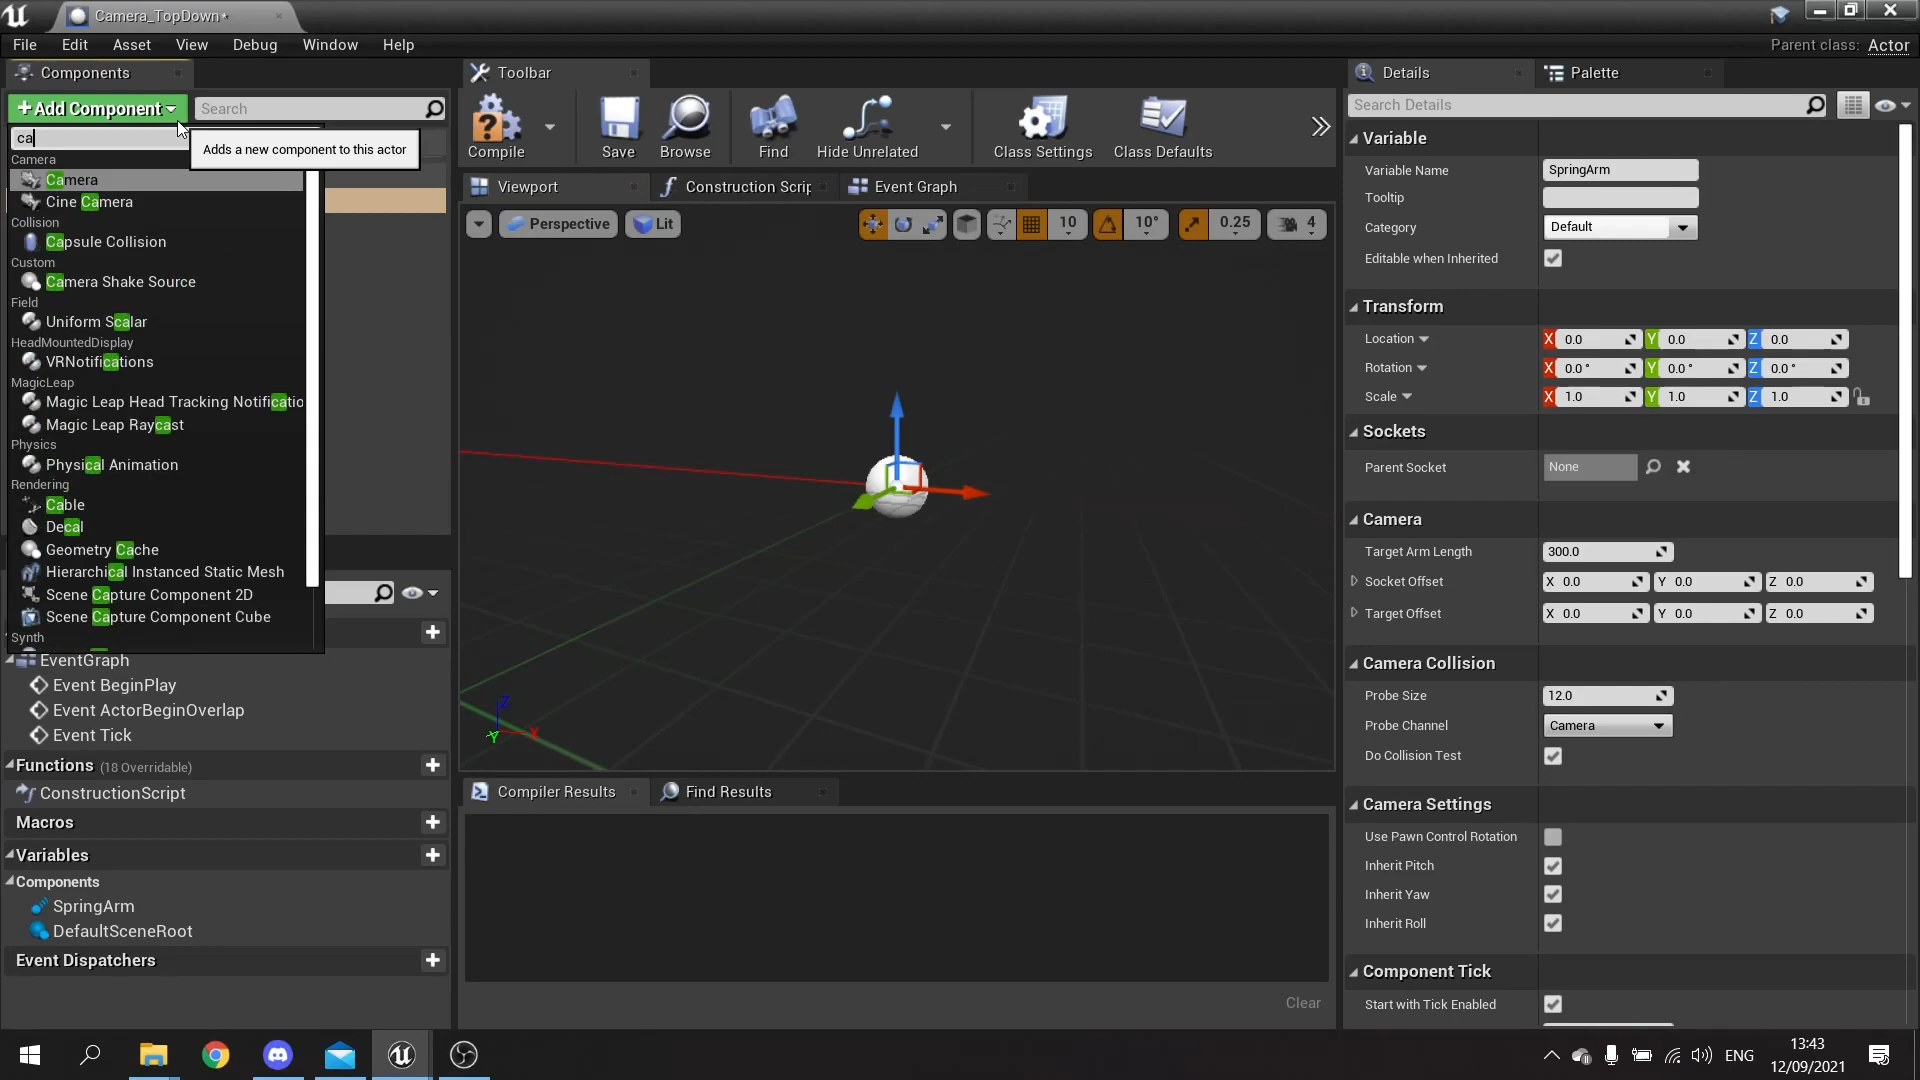 Camera_TopDown*
File Edit Asset View Debug Window Help
Parent class: Actor
Components
+Add Component
Search
ca
Adds a new component to this actor
Camera
Camera
Cine Camera
Collision
Capsule Collision
Custom
Camera Shake Source
Field
Uniform Scalar
HeadMountedDisplay
VRNotifications
MagicLeap
Magic Leap Head Tracking Notificatio
Magic Leap Raycast
Physics
Physical Animation
Rendering
Cable
Decal
Geometry Cache
Hierarchical Instanced Static Mesh
Scene Capture Component 2D
Scene Capture Component Cube
Synth
EventGraph
Event BeginPlay
Event ActorBeginOverlap
Event Tick
Functions (18 Overridable)
ConstructionScript
Macros
Variables
Components
SpringArm
DefaultSceneRoot
Event Dispatchers
Toolbar
Compile Save Browse Find Hide Unrelated Class Settings Class Defaults
Viewport Construction Scrip Event Graph
Perspective Lit 10 10° 0.25 4
Z
X
Y
Compiler Results Find Results
Clear
Details Palette
Search Details
Variable
Variable Name SpringArm
Tooltip
Category Default
Editable when Inherited
Transform
Location X 0.0 Y 0.0 Z 0.0
Rotation X 0.0° Y 0.0° Z 0.0°
Scale X 1.0 Y 1.0 Z 1.0
Sockets
Parent Socket None
Camera
Target Arm Length 300.0
Socket Offset X 0.0 Y 0.0 Z 0.0
Target Offset X 0.0 Y 0.0 Z 0.0
Camera Collision
Probe Size 12.0
Probe Channel Camera
Do Collision Test
Camera Settings
Use Pawn Control Rotation
Inherit Pitch
Inherit Yaw
Inherit Roll
Component Tick
Start with Tick Enabled
ENG
13:43
12/09/2021